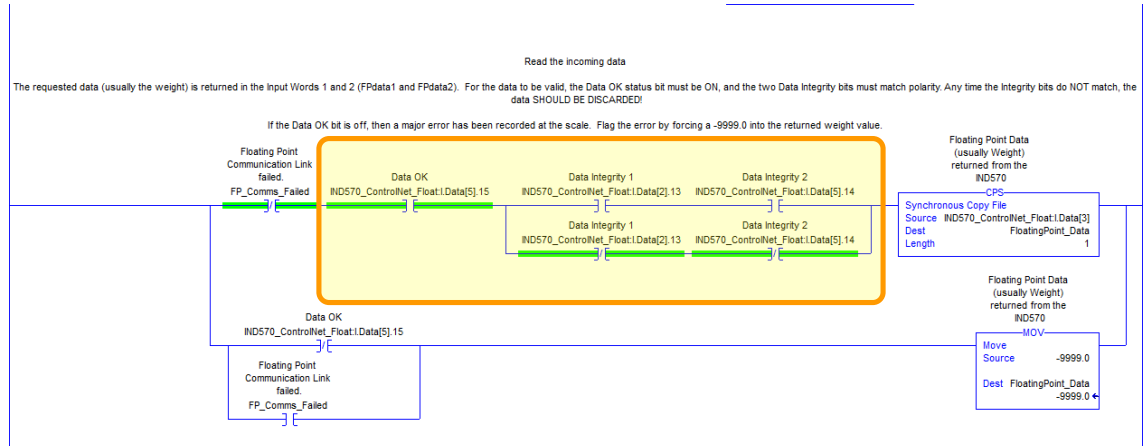 Read the incoming data
The requested data (usually the weight) is returned in the Input Words 1 and 2 (FPdata1 and FPdata2).  For the data to be valid, the Data OK status bit must be ON, and the two Data Integrity bits must match polarity. Any time the Integrity bits do NOT match, the
data SHOULD BE DISCARDED!
If the Data OK bit is off, then a major error has been recorded at the scale.  Flag the error by forcing a -9999.0 into the returned weight value.
Floating Point
Communication Link
failed.
FP_Comms_Failed
Data OK
IND570_ControlNet_Float:I.Data[5].15
Data Integrity 1
IND570_ControlNet_Float:I.Data[2].13
Data Integrity 2
IND570_ControlNet_Float:I.Data[5].14
Floating Point Data
(usually Weight)
returned from the
IND570
CPS
Synchronous Copy File
Source IND570_ControlNet_Float:I.Data[3]
Dest FloatingPoint_Data
Length 1
Data Integrity 1
IND570_ControlNet_Float:I.Data[2].13
Data Integrity 2
IND570_ControlNet_Float:I.Data[5].14
Data OK
IND570_ControlNet_Float:I.Data[5].15
Floating Point
Communication Link
failed.
FP_Comms_Failed
Floating Point Data
(usually Weight)
returned from the
IND570
MOV
Move
Source -9999.0
Dest FloatingPoint_Data
-9999.0